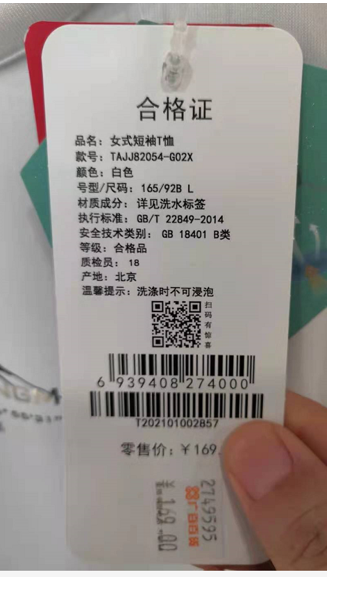 合格证
品名：女式短袖T恤
款号：TAJJ82054-G02X
颜色：白色
号型/尺码：165/92B L
材质成分：详见洗水标签
执行标准：GB/T 22849-2014
安全技术类别：GB 18401 B类
等级：合格品
质检员：18
产地：北京
温馨提示：洗涤时不可浸泡
扫码有惊喜
6 939408 274000
T202101002857
零售价：¥169.
2749595
169.00